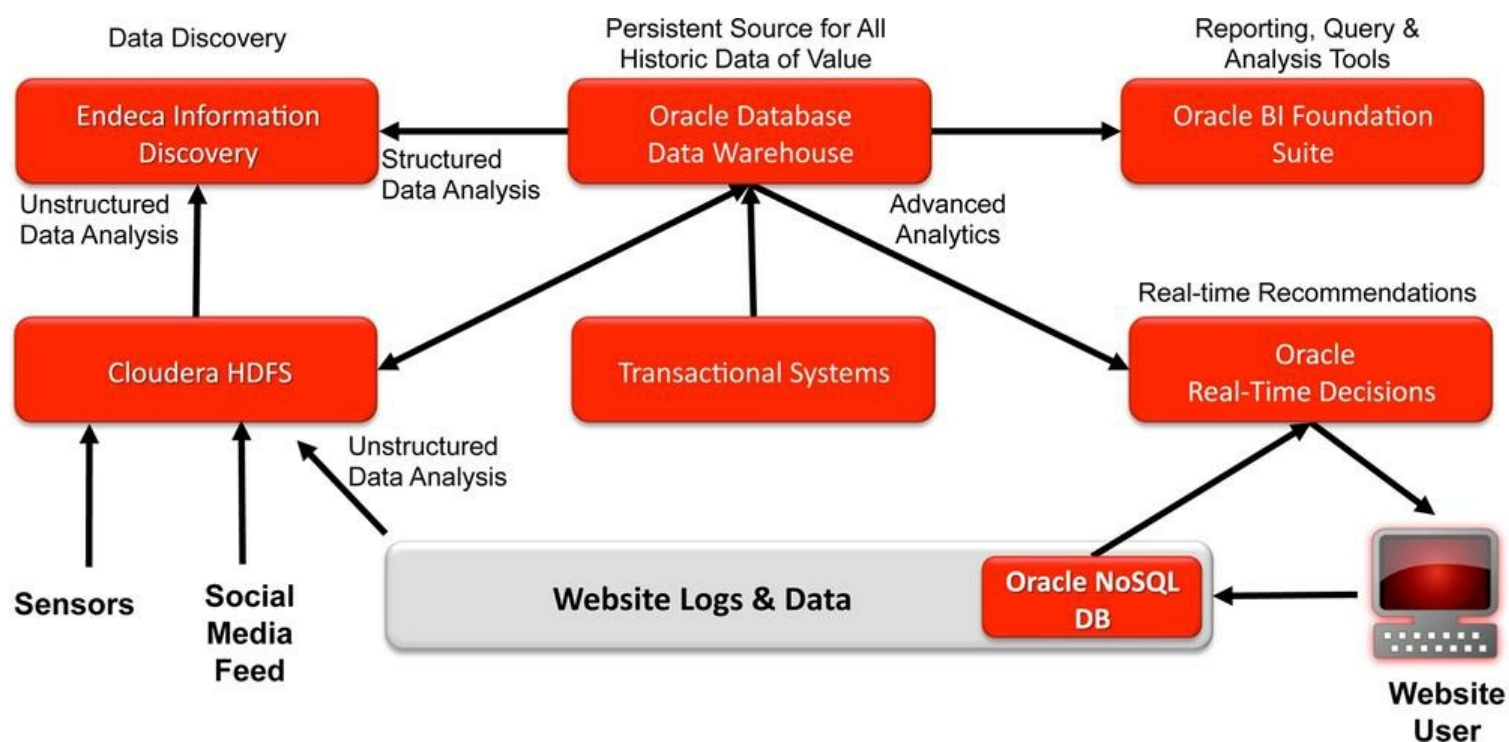 Data Discovery
Persistent Source for All
Historic Data of Value
Reporting, Query &
Analysis Tools
Endeca Information
Discovery
Oracle Database
Data Warehouse
Oracle BI Foundation
Suite
Structured
Data Analysis
Unstructured
Data Analysis
Advanced
Analytics
Real-time Recommendations
Cloudera HDFS
Transactional Systems
Oracle
Real-Time Decisions
Unstructured
Data Analysis
Sensors
Social
Media
Feed
Website Logs & Data
Oracle NoSQL
DB
Website
User